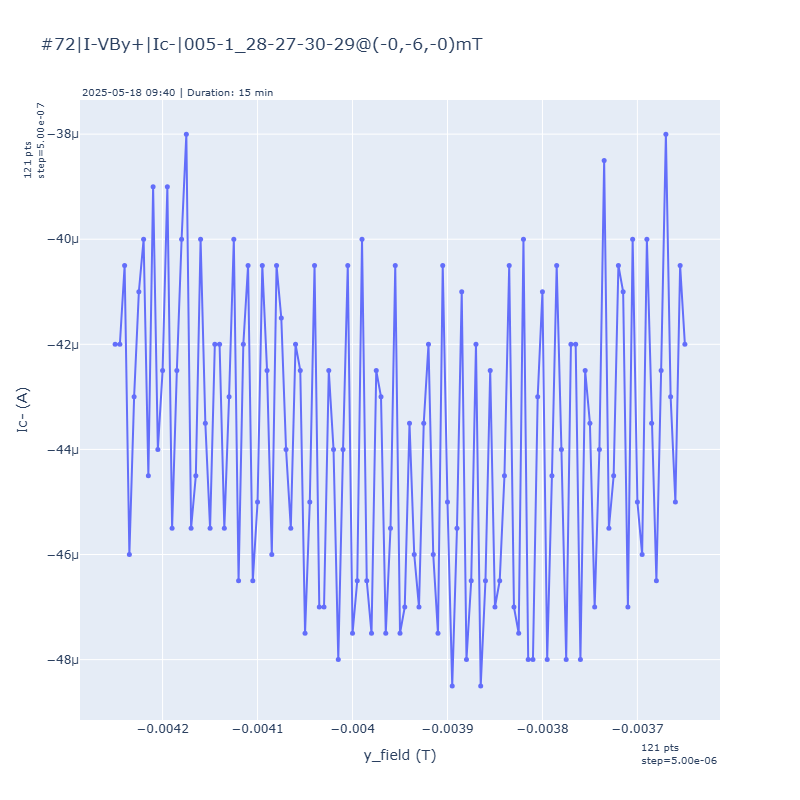 #72|I-VBy+|Ic-|005-1_28-27-30-29@(-0,-6,-0)mT
2025-05-18 09:40 | Duration: 15 min
121 pts
step=5.00e-07
−38μ
−40μ
−42μ
−44μ
−46μ
−48μ
Ic- (A)
−0.0042
−0.0041
−0.004
−0.0039
−0.0038
−0.0037
y_field (T)
121 pts
step=5.00e-06